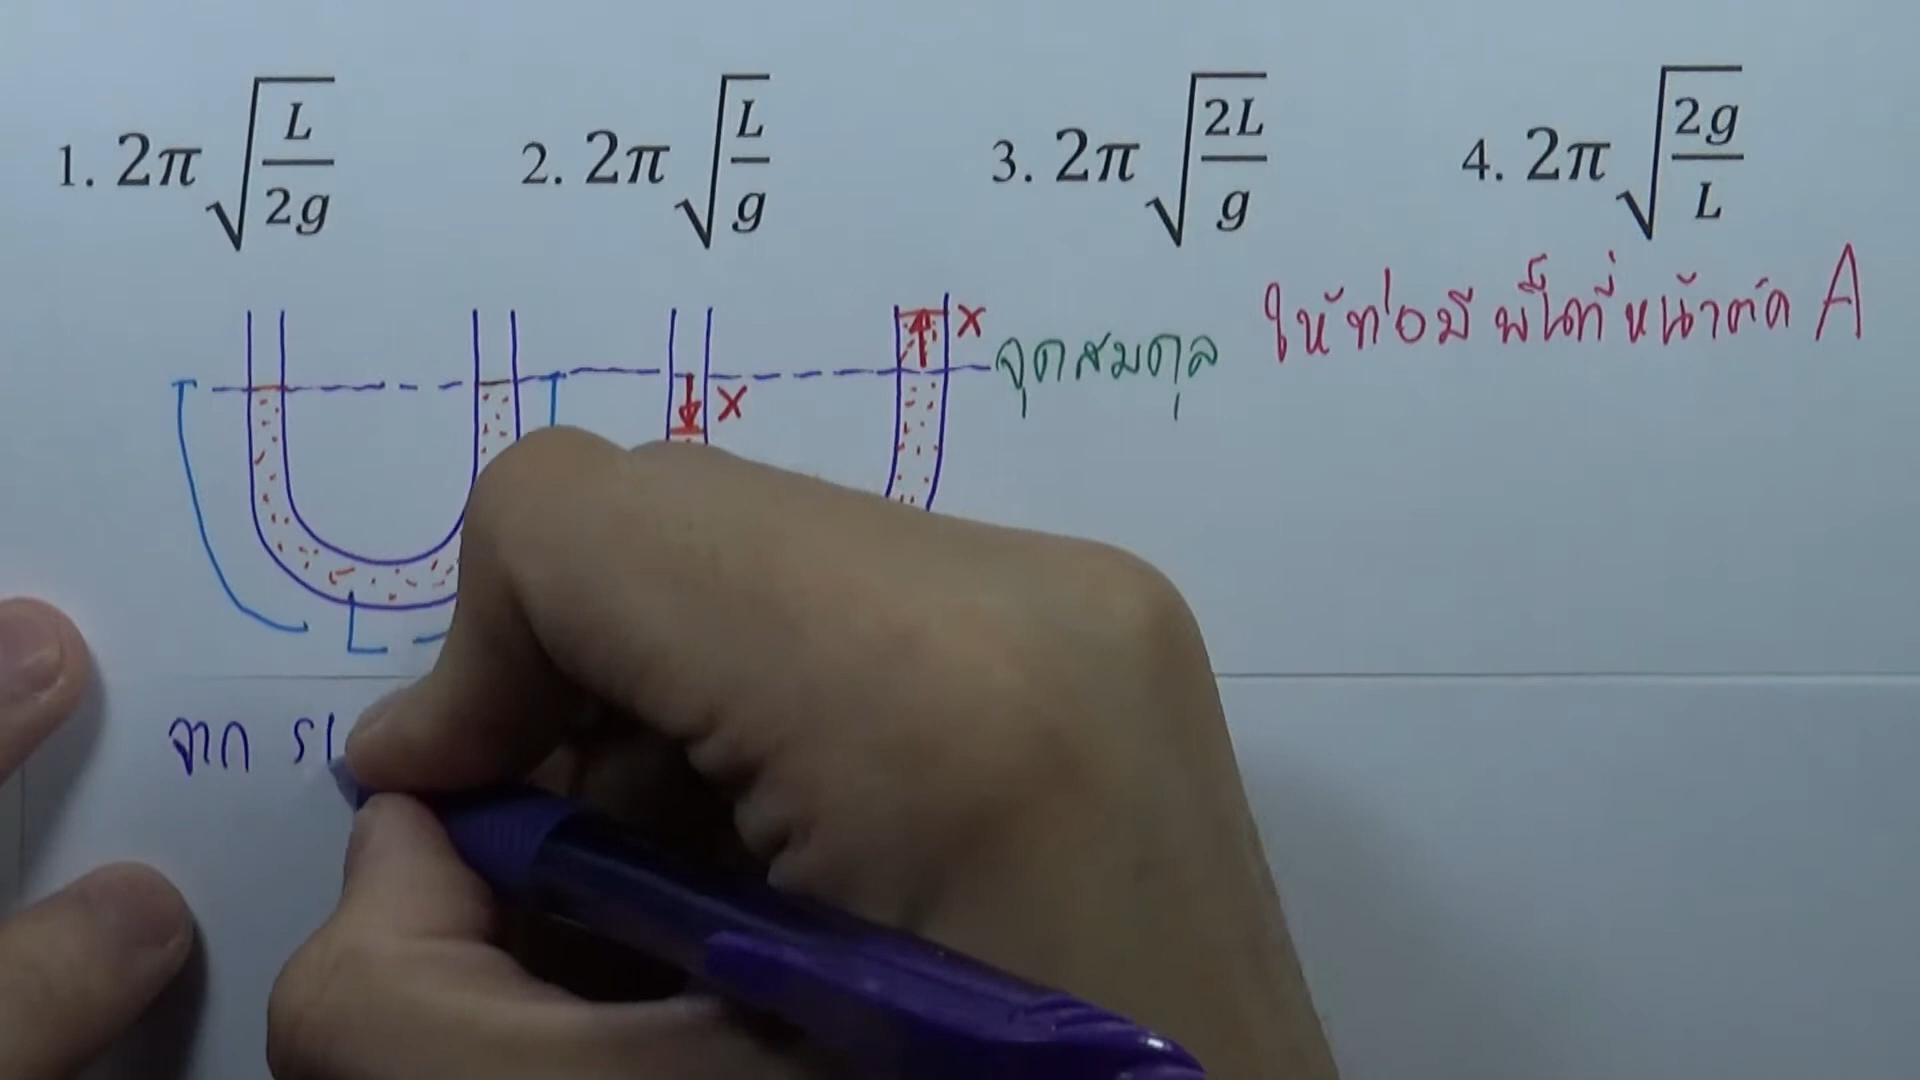 1. 2π√(L/2g) 2. 2π√(L/g) 3. 2π√(2L/g) 4. 2π√(2g/L)
ให้ท่อมีพื้นที่หน้าตัด A
x
จุดสมดุล
x
L
จาก